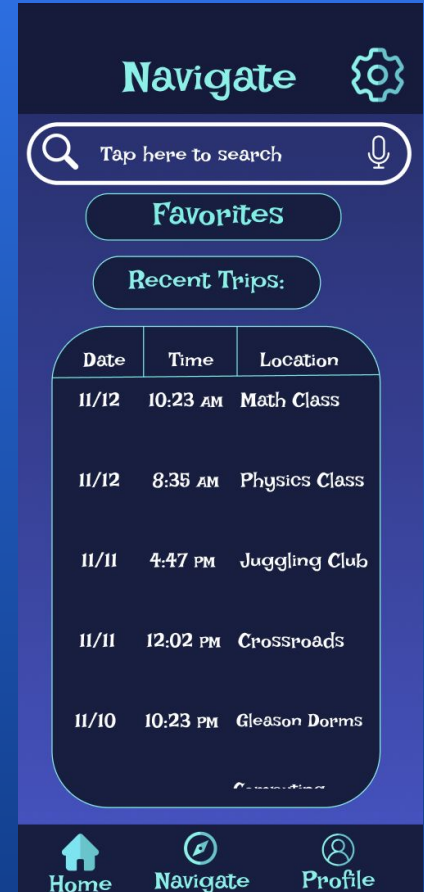 Navigate
Tap here to search
Favorites
Recent Trips:
Date Time Location
11/12 10:23 AM Math Class
11/12 8:35 AM Physics Class
11/11 4:47 PM Juggling Club
11/11 12:02 PM Crossroads
11/10 10:23 PM Gleason Dorms
Home Navigate Profile